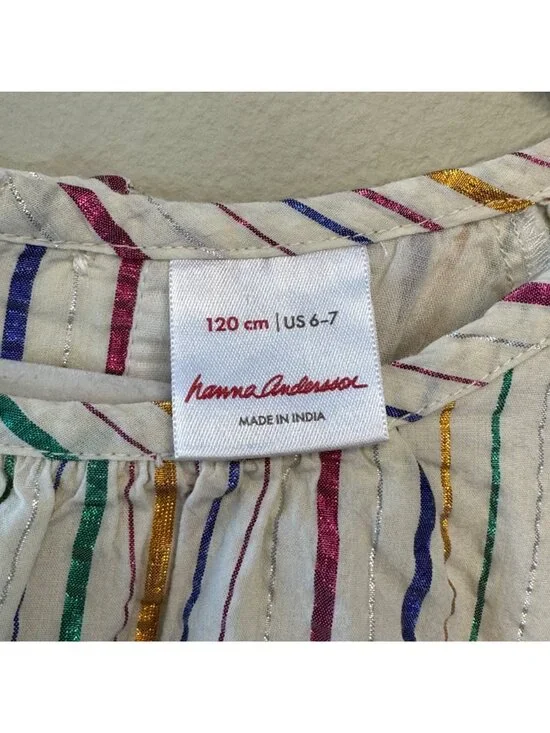 120 cm | US 6–7
hanna andersson
MADE IN INDIA